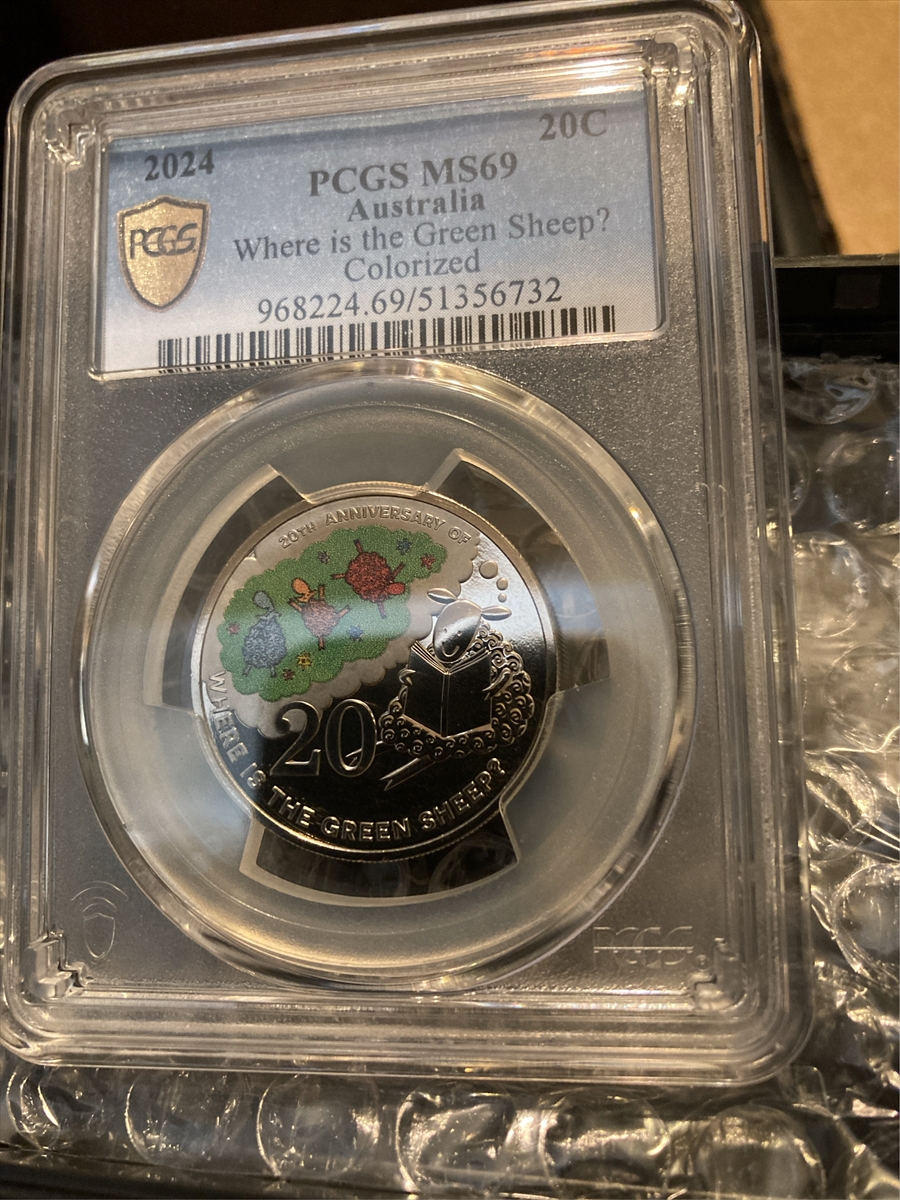 2024
20C
PCGS MS69
Australia
PCGS
Where is the Green Sheep?
Colorized
968224.69/51356732
20TH ANNIVERSARY OF
20
WHERE IS THE GREEN SHEEP?
PCGS